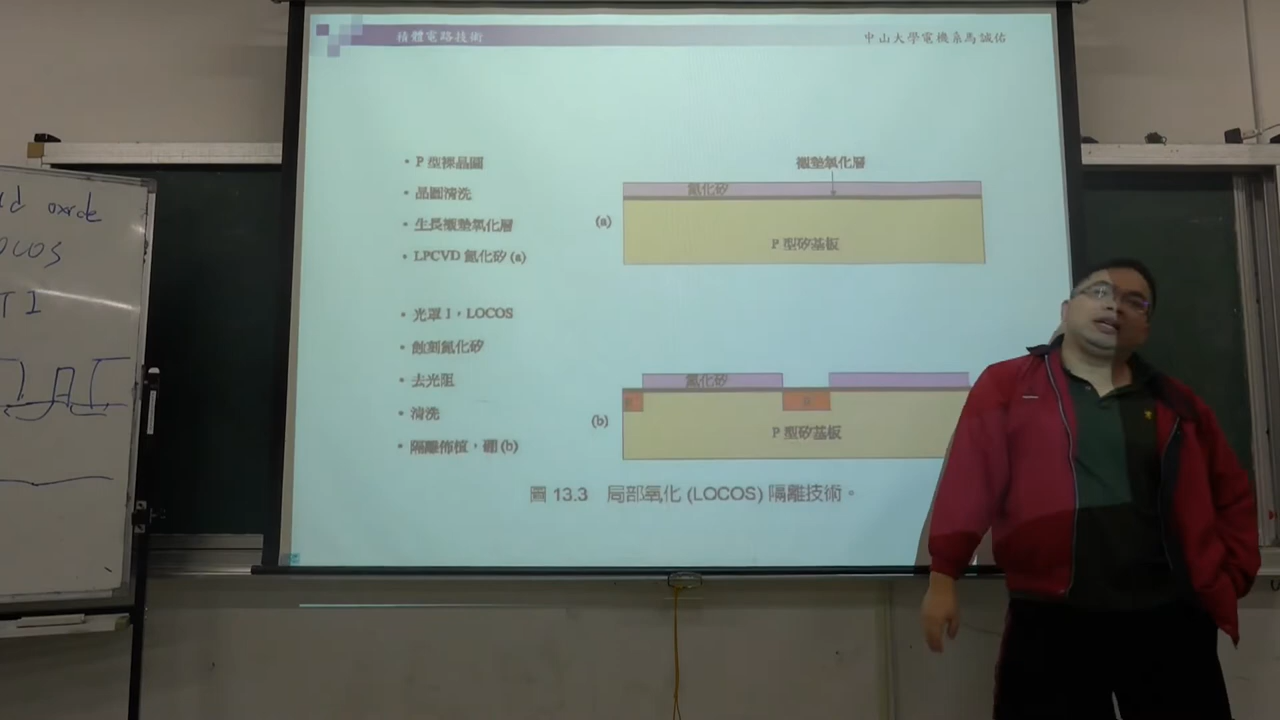 積體電路技術
中山大學電機系馬誠佑
• P 型裸晶圓
• 晶圓清洗
• 生長襯墊氧化層
• LPCVD 氮化矽 (a)
• 光罩 1，LOCOS
• 蝕刻氮化矽
• 去光阻
• 清洗
• 隔離佈植，硼 (b)
襯墊氧化層
氮化矽
(a)
P 型矽基板
氮化矽
(b)
P 型矽基板
圖 13.3 局部氧化 (LOCOS) 隔離技術。
oxide
OCOS
TI